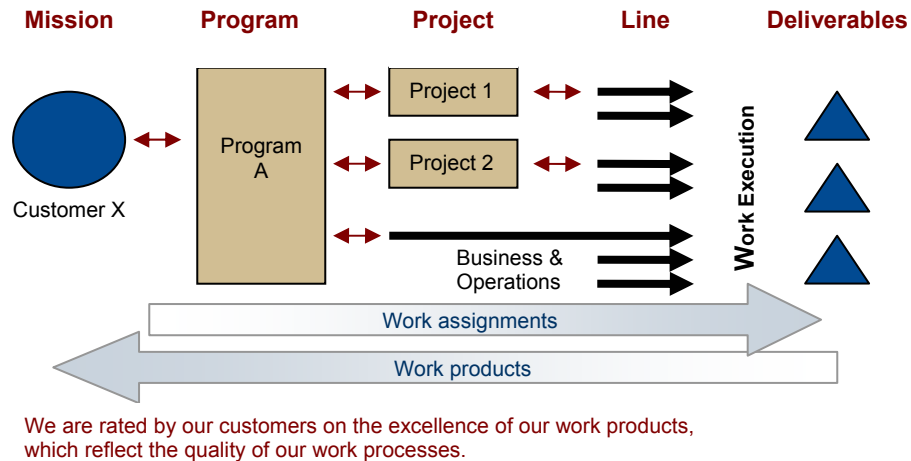 Mission Program Project Line Deliverables
Project 1
Program
A
Project 2
Customer X
Work Execution
Business &
Operations
Work assignments
Work products
We are rated by our customers on the excellence of our work products,
which reflect the quality of our work processes.